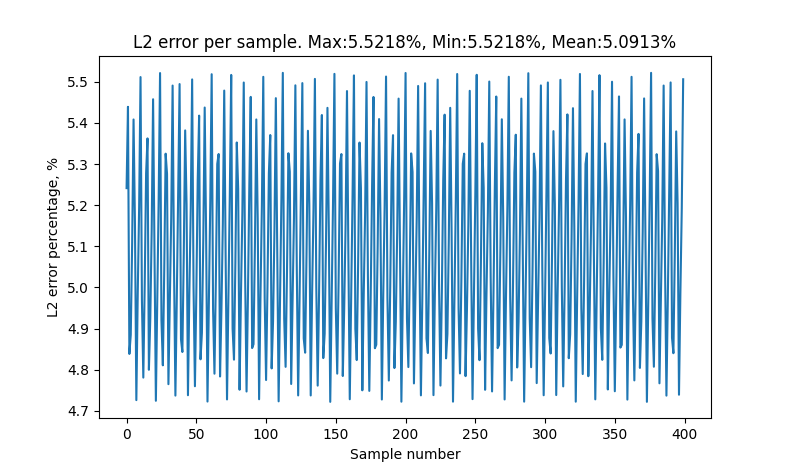 L2 error per sample. Max:5.5218%, Min:5.5218%, Mean:5.0913%
L2 error percentage, %
5.5
5.4
5.3
5.2
5.1
5.0
4.9
4.8
4.7
0 50 100 150 200 250 300 350 400
Sample number